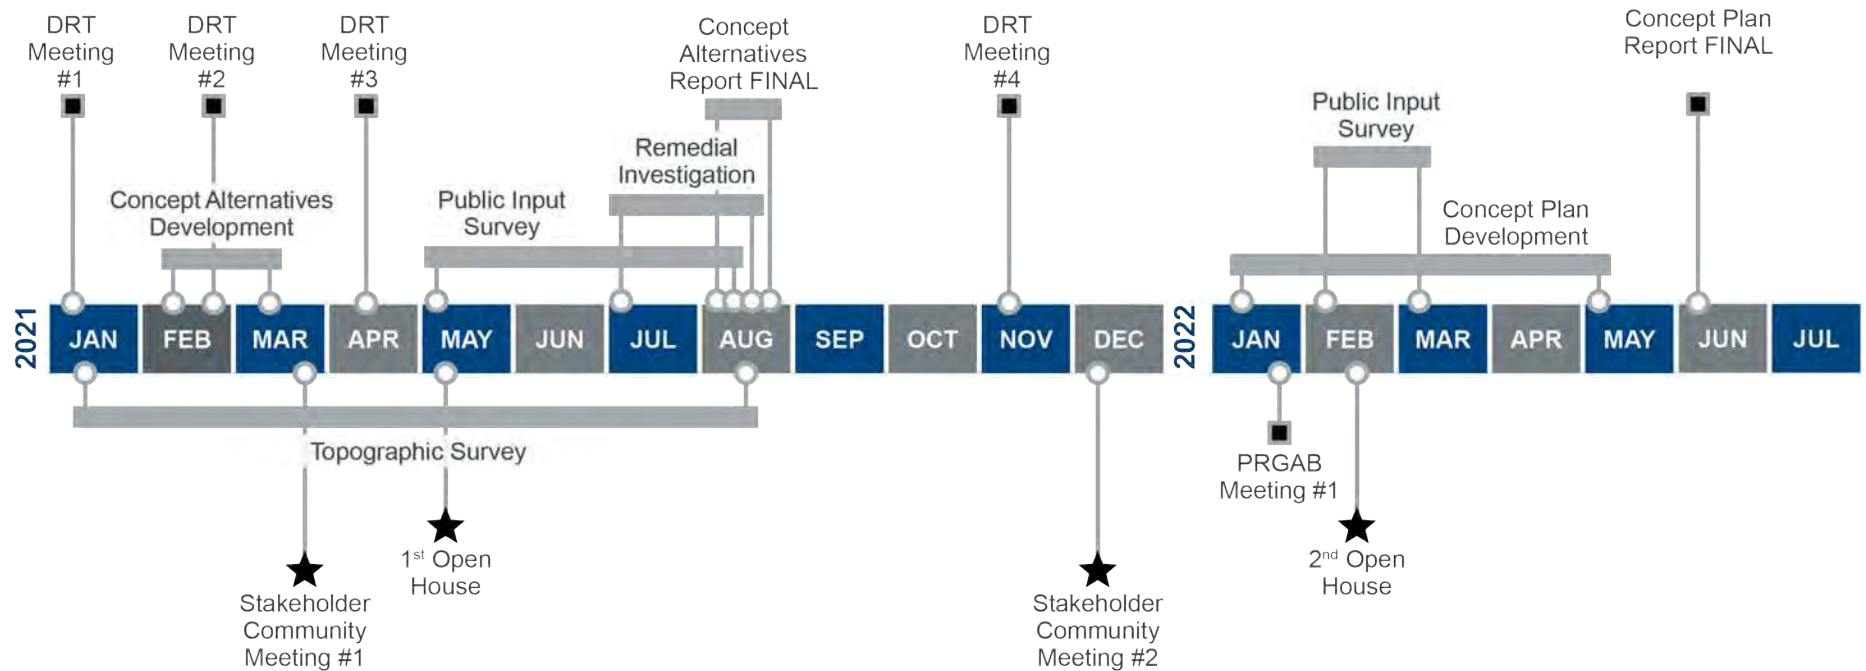 DRT
Meeting
#1
DRT
Meeting
#2
DRT
Meeting
#3
Concept
Alternatives
Report FINAL
DRT
Meeting
#4
Concept Plan
Report FINAL
Public Input
Survey
Remedial
Investigation
Concept Alternatives
Development
Public Input
Survey
Concept Plan
Development
2021
JAN
FEB
MAR
APR
MAY
JUN
JUL
AUG
SEP
OCT
NOV
DEC
2022
JAN
FEB
MAR
APR
MAY
JUN
JUL
Topographic Survey
PRGAB
Meeting #1
1st Open
House
2nd Open
House
Stakeholder
Community
Meeting #1
Stakeholder
Community
Meeting #2